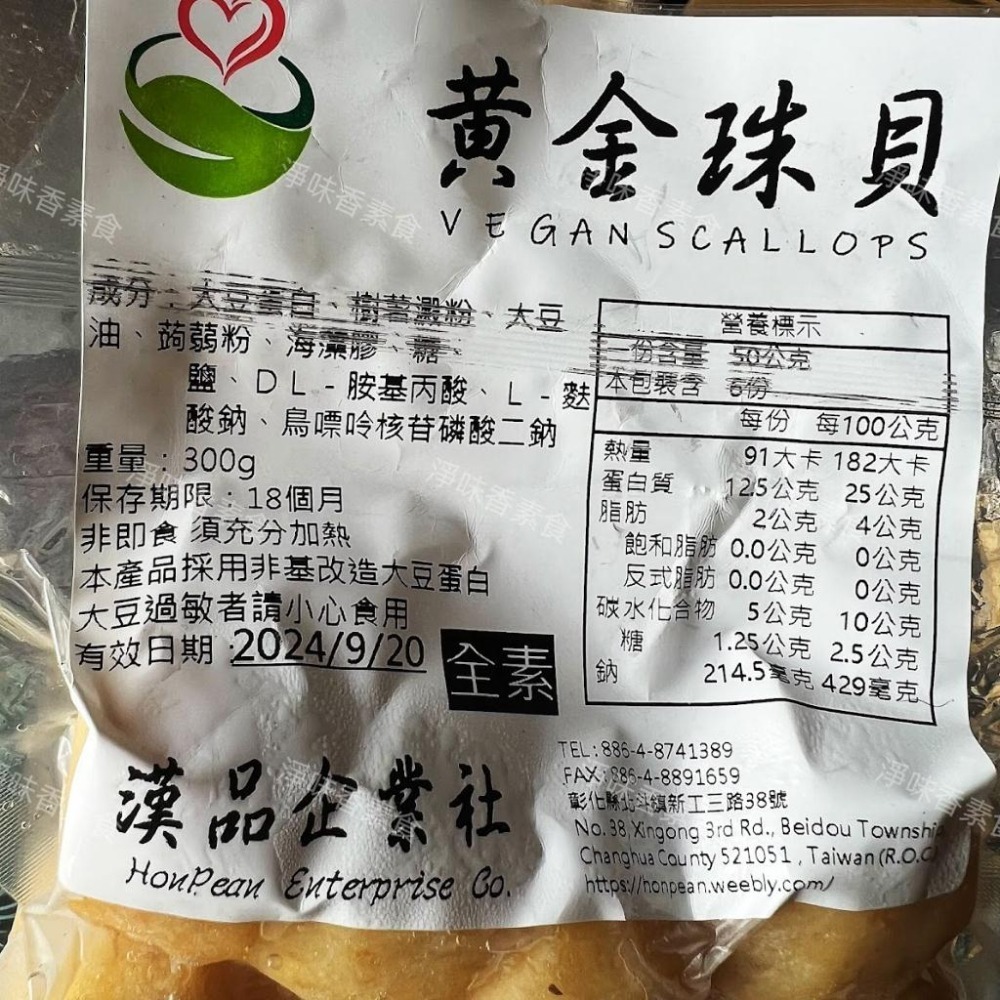 黄金珠貝
VEGAN SCALLOPS
成分：大豆蛋白、樹薯澱粉、大豆
油、蒟蒻粉、海藻膠、糖、
鹽、DL-胺基丙酸、L-麩
酸鈉、鳥嘌呤核苷磷酸二鈉
重量：300g
保存期限：18個月
非即食 須充分加熱
本產品採用非基改造大豆蛋白
大豆過敏者請小心食用
有效日期：2024/9/20
全素
營養標示
一份含量 50公克
本包裝含 6份
每份 每100公克
熱量 91大卡 182大卡
蛋白質 12.5公克 25公克
脂肪 2公克 4公克
飽和脂肪 0.0公克 0公克
反式脂肪 0.0公克 0公克
碳水化合物 5公克 10公克
糖 1.25公克 2.5公克
鈉 214.5毫克 429毫克
漢品企業社
HonPean Enterprise Co.
TEL:886-4-8741389
FAX:886-4-8891659
彰化縣北斗鎮新工三路38號
No.38,Xingong 3rd Rd., Beidou Township
Changhua County 521051, Taiwan (R.O.C
https://honpean.weebly.com/
淨味香素食